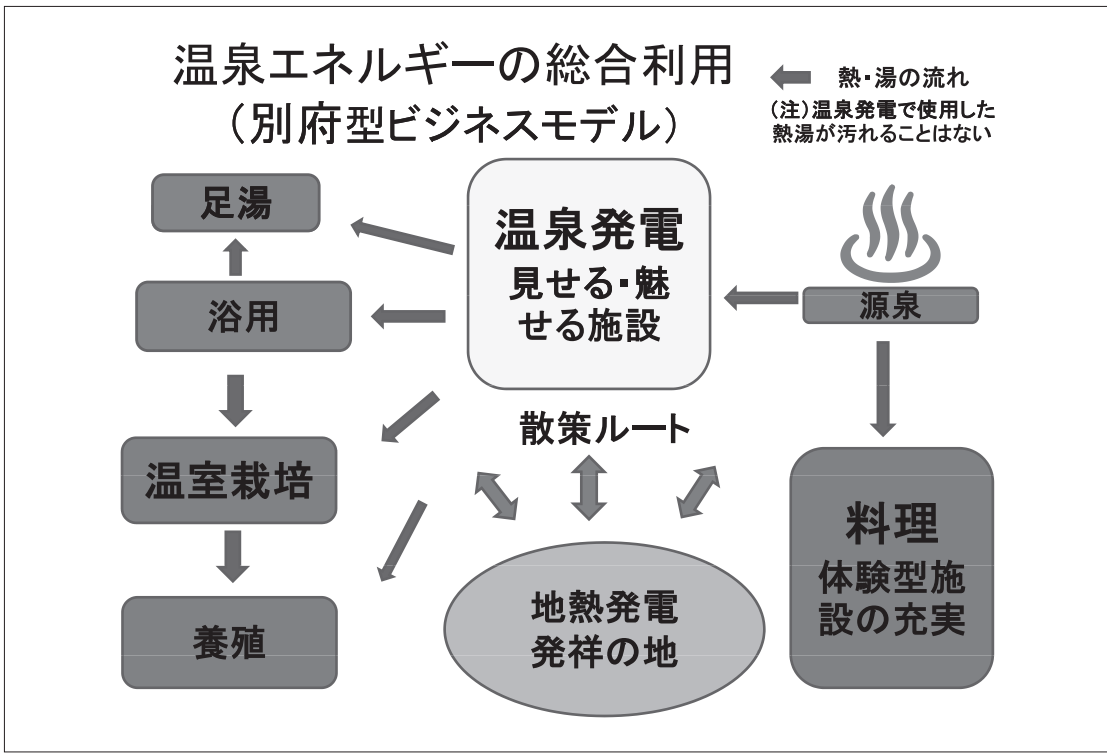 温泉エネルギーの総合利用
（別府型ビジネスモデル）
熱・湯の流れ
（注）温泉発電で使用した
熱湯が汚れることはない
足湯
浴用
温室栽培
養殖
温泉発電
見せる・魅
せる施設
散策ルート
地熱発電
発祥の地
源泉
料理
体験型施
設の充実